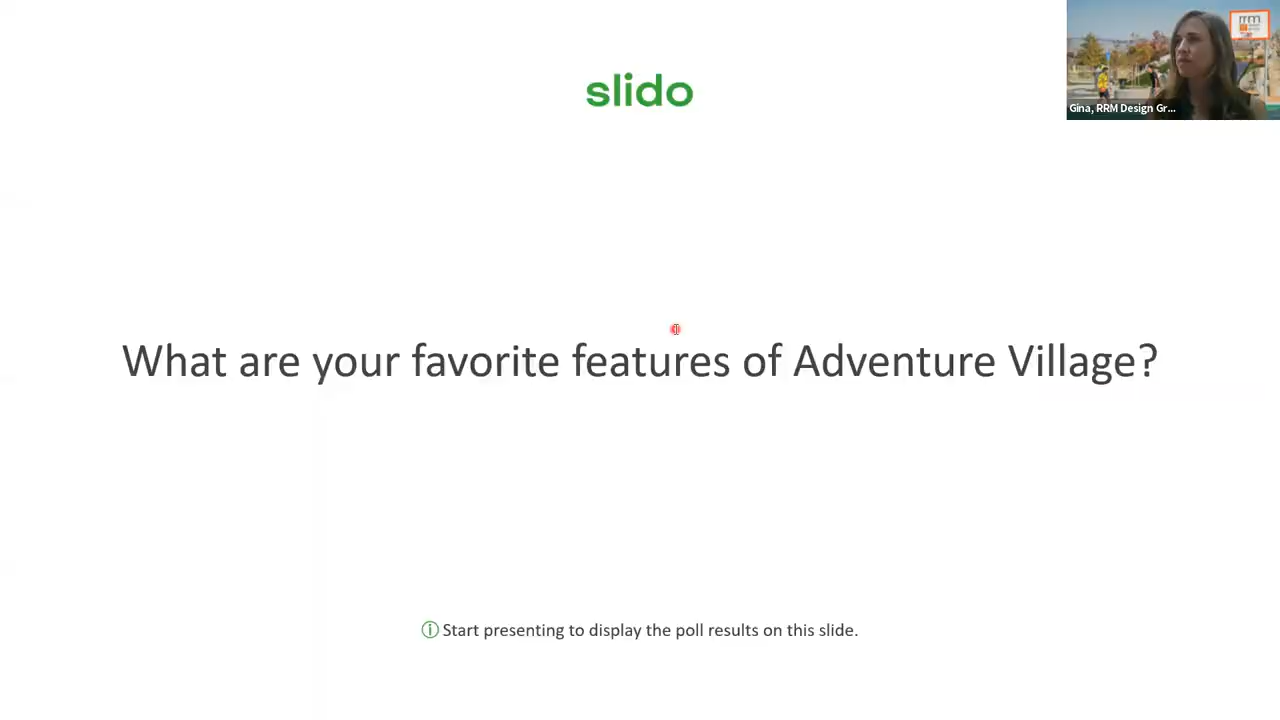 slido
rrm
Gina, RRM Design Gr...
What are your favorite features of Adventure Village?
Start presenting to display the poll results on this slide.